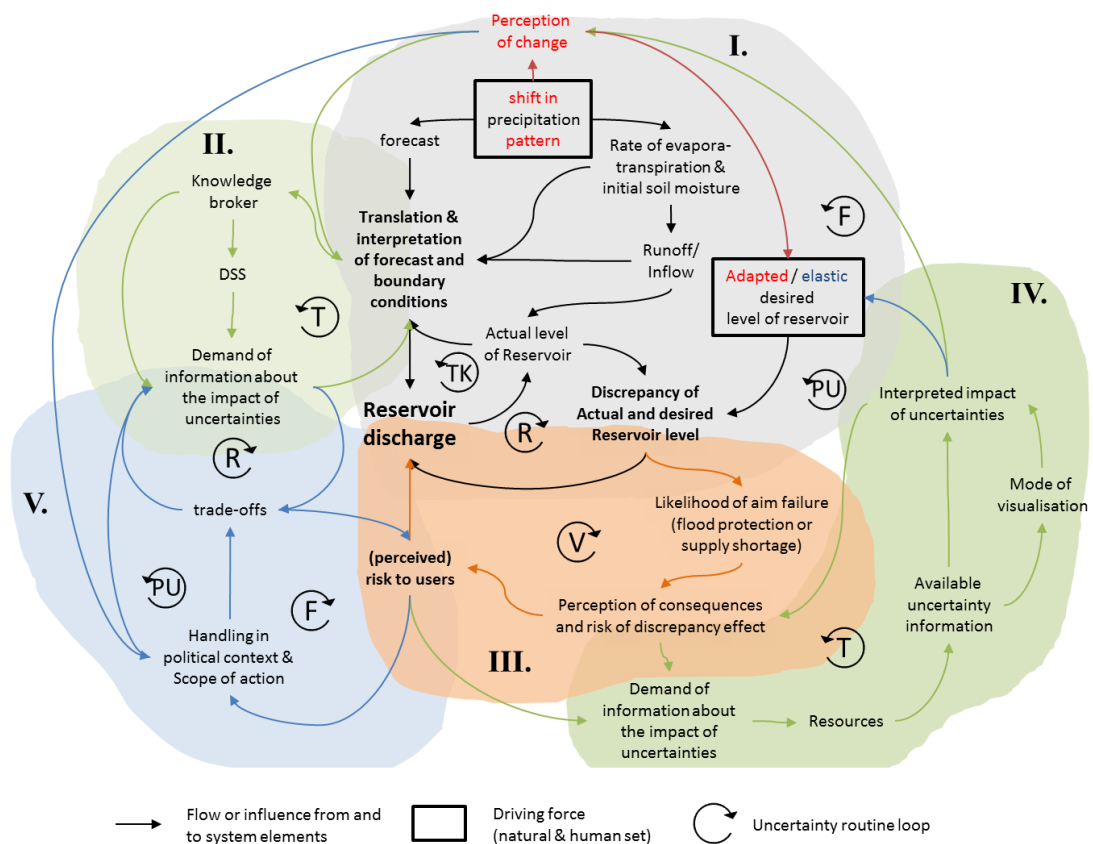 Perception
of change
I.
shift in
precipitation
pattern
forecast
Rate of evapora-
transpiration &
initial soil moisture
II.
Knowledge
broker
Translation &
interpretation
of forecast and
boundary
conditions
F
Runoff/
Inflow
DSS
Adapted / elastic
desired
level of reservoir
IV.
T
Actual level
of Reservoir
Demand of
information about
the impact of
uncertainties
TK
PU
Discrepancy of
Actual and desired
Reservoir level
Interpreted impact
of uncertainties
Reservoir
discharge
R
R
V.
trade-offs
Likelihood of aim failure
(flood protection or
supply shortage)
Mode of
visualisation
V
(perceived)
risk to users
PU
F
Available
uncertainty
information
Perception of consequences
and risk of discrepancy effect
Handling in
political context &
Scope of action
III.
T
Demand of
information about
the impact of
uncertainties
Resources
Flow or influence from and
to system elements
Driving force
(natural & human set)
Uncertainty routine loop